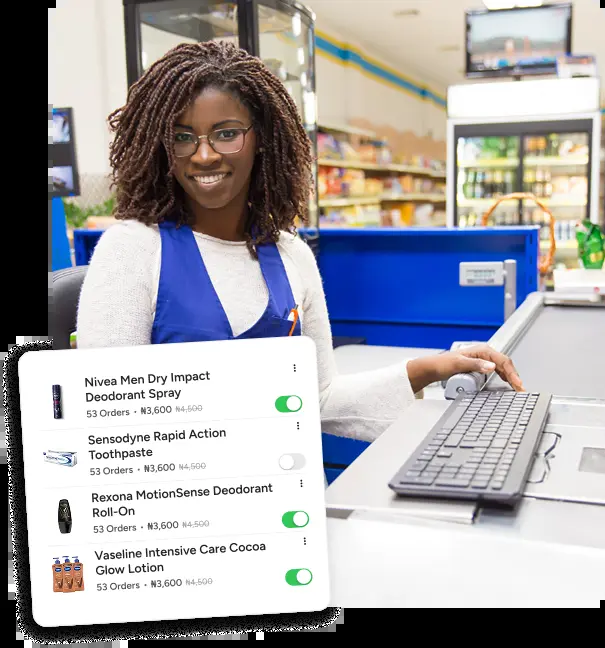 Nivea Men Dry Impact
Deodorant Spray
53 Orders • ₦3,600 ₦4,500
Sensodyne Rapid Action
Toothpaste
53 Orders • ₦3,600 ₦4,500
Rexona MotionSense Deodorant
Roll-On
53 Orders • ₦3,600 ₦4,500
Vaseline Intensive Care Cocoa
Glow Lotion
53 Orders • ₦3,600 ₦4,500